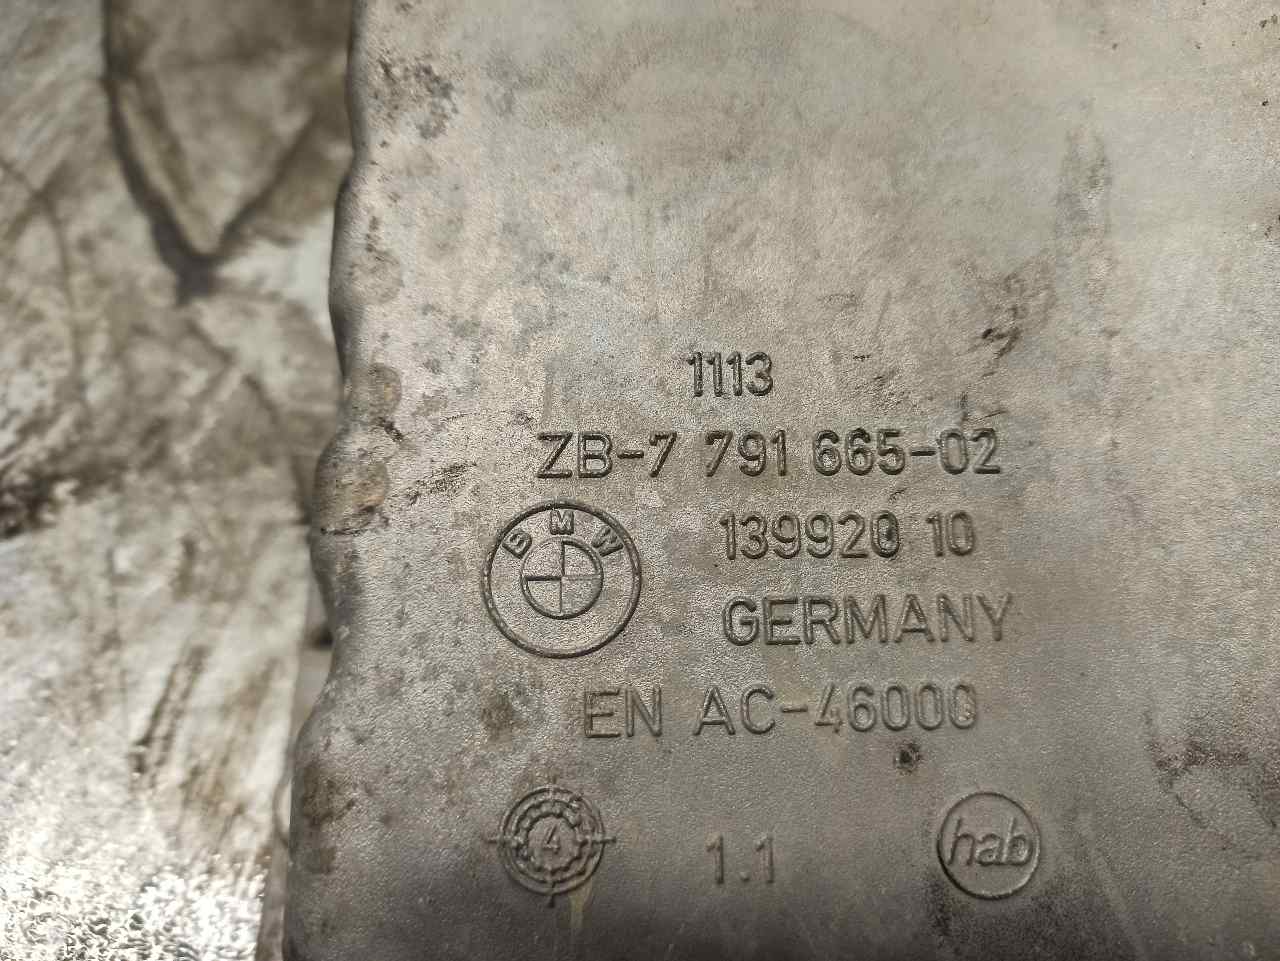 1113
ZB-7 791 665-02
BMW
139920 10
GERMANY
EN AC-46000
4
1.1
hab